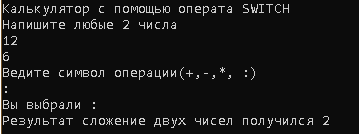 Калькулятор с помощью операта SWITCH
Напишите любые 2 числа
12
6
Ведите символ операции(+,-,*, :)
:
Вы выбрали :
Результат сложение двух чисел получился 2